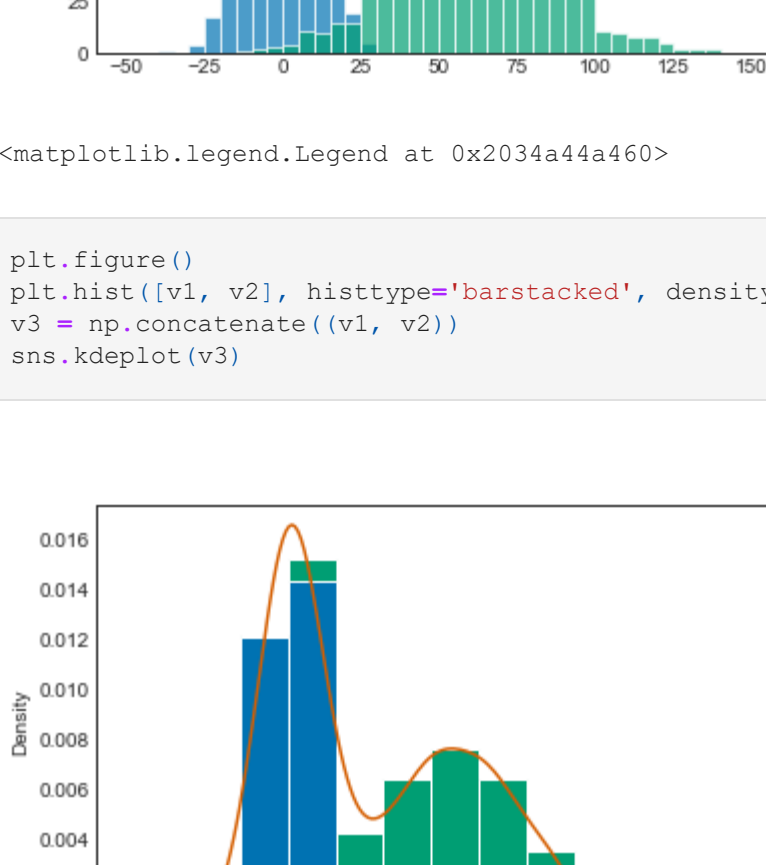 25
0
−50 −25 0 25 50 75 100 125 150
<matplotlib.legend.Legend at 0x2034a44a460>
plt.figure()
plt.hist([v1, v2], histtype='barstacked', density
v3 = np.concatenate((v1, v2))
sns.kdeplot(v3)
0.016
0.014
0.012
0.010
Density
0.008
0.006
0.004